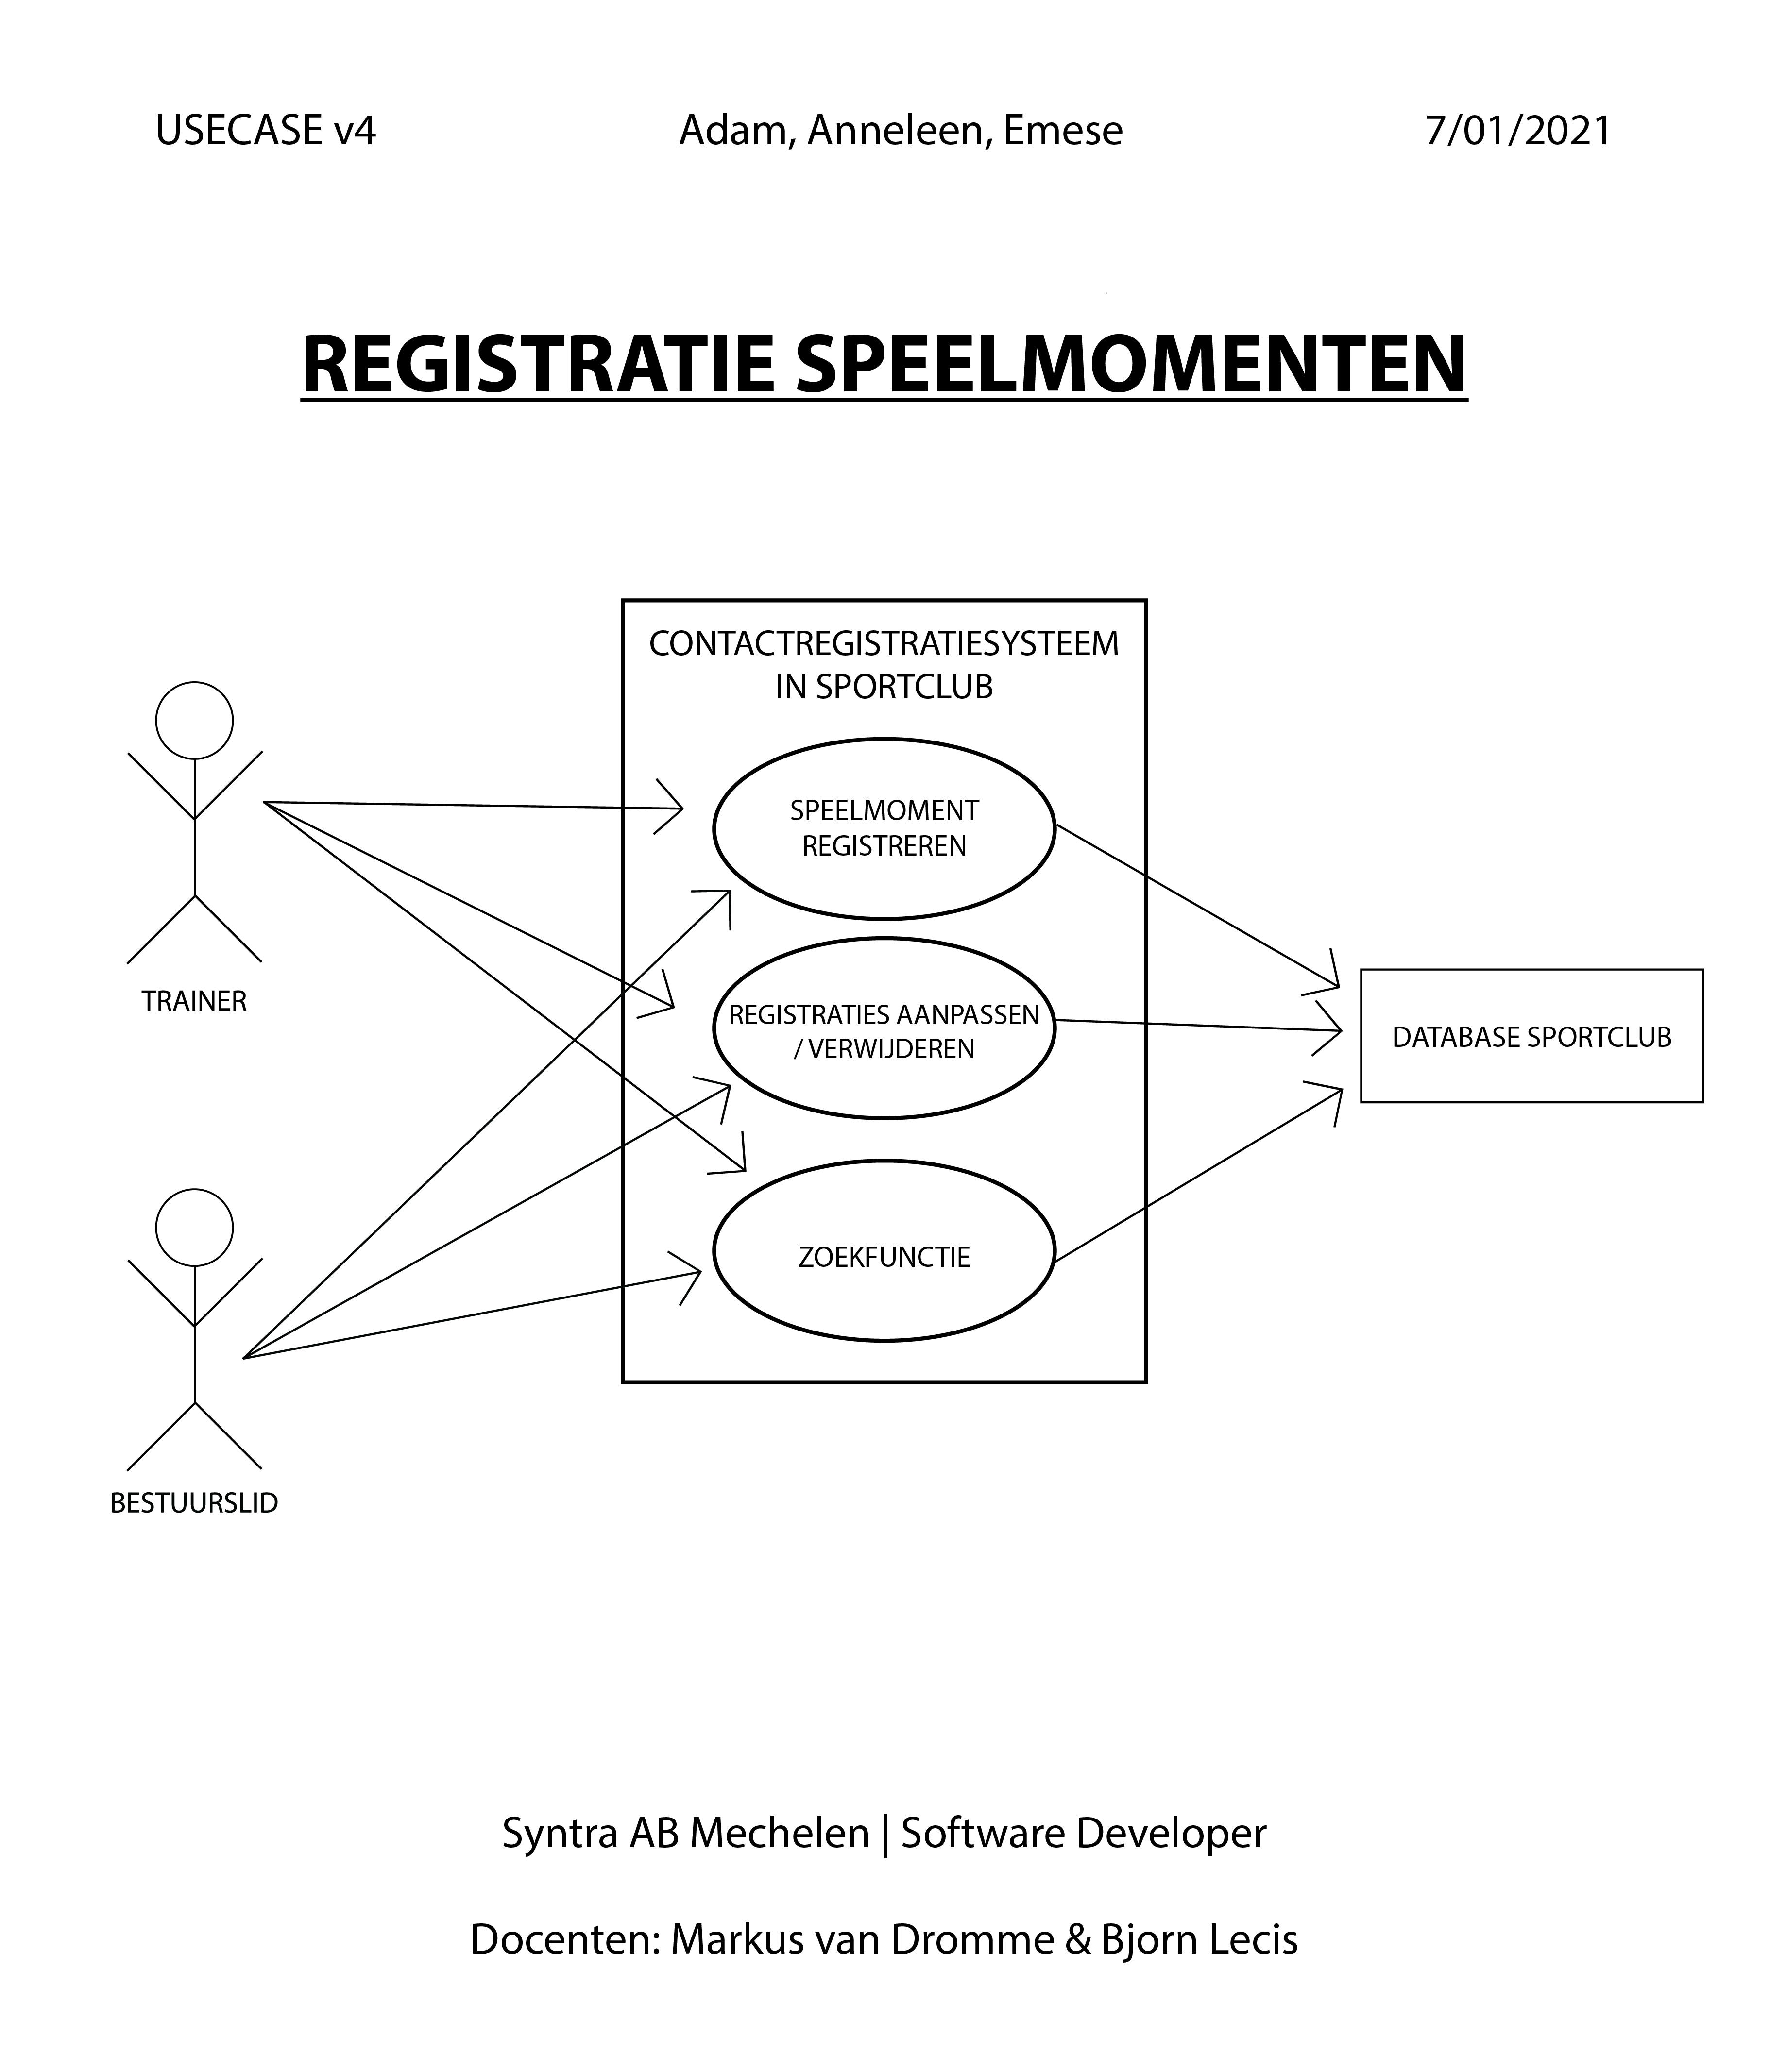 USECASE v4
Adam, Anneleen, Emese
7/01/2021
REGISTRATIE SPEELMOMENTEN
CONTACTREGISTRATIESYSTEEM
IN SPORTCLUB
SPEELMOMENT
REGISTREREN
TRAINER
REGISTRATIES AANPASSEN
/ VERWIJDEREN
DATABASE SPORTCLUB
ZOEKFUNCTIE
BESTUURSLID
Syntra AB Mechelen | Software Developer
Docenten: Markus van Dromme & Bjorn Lecis